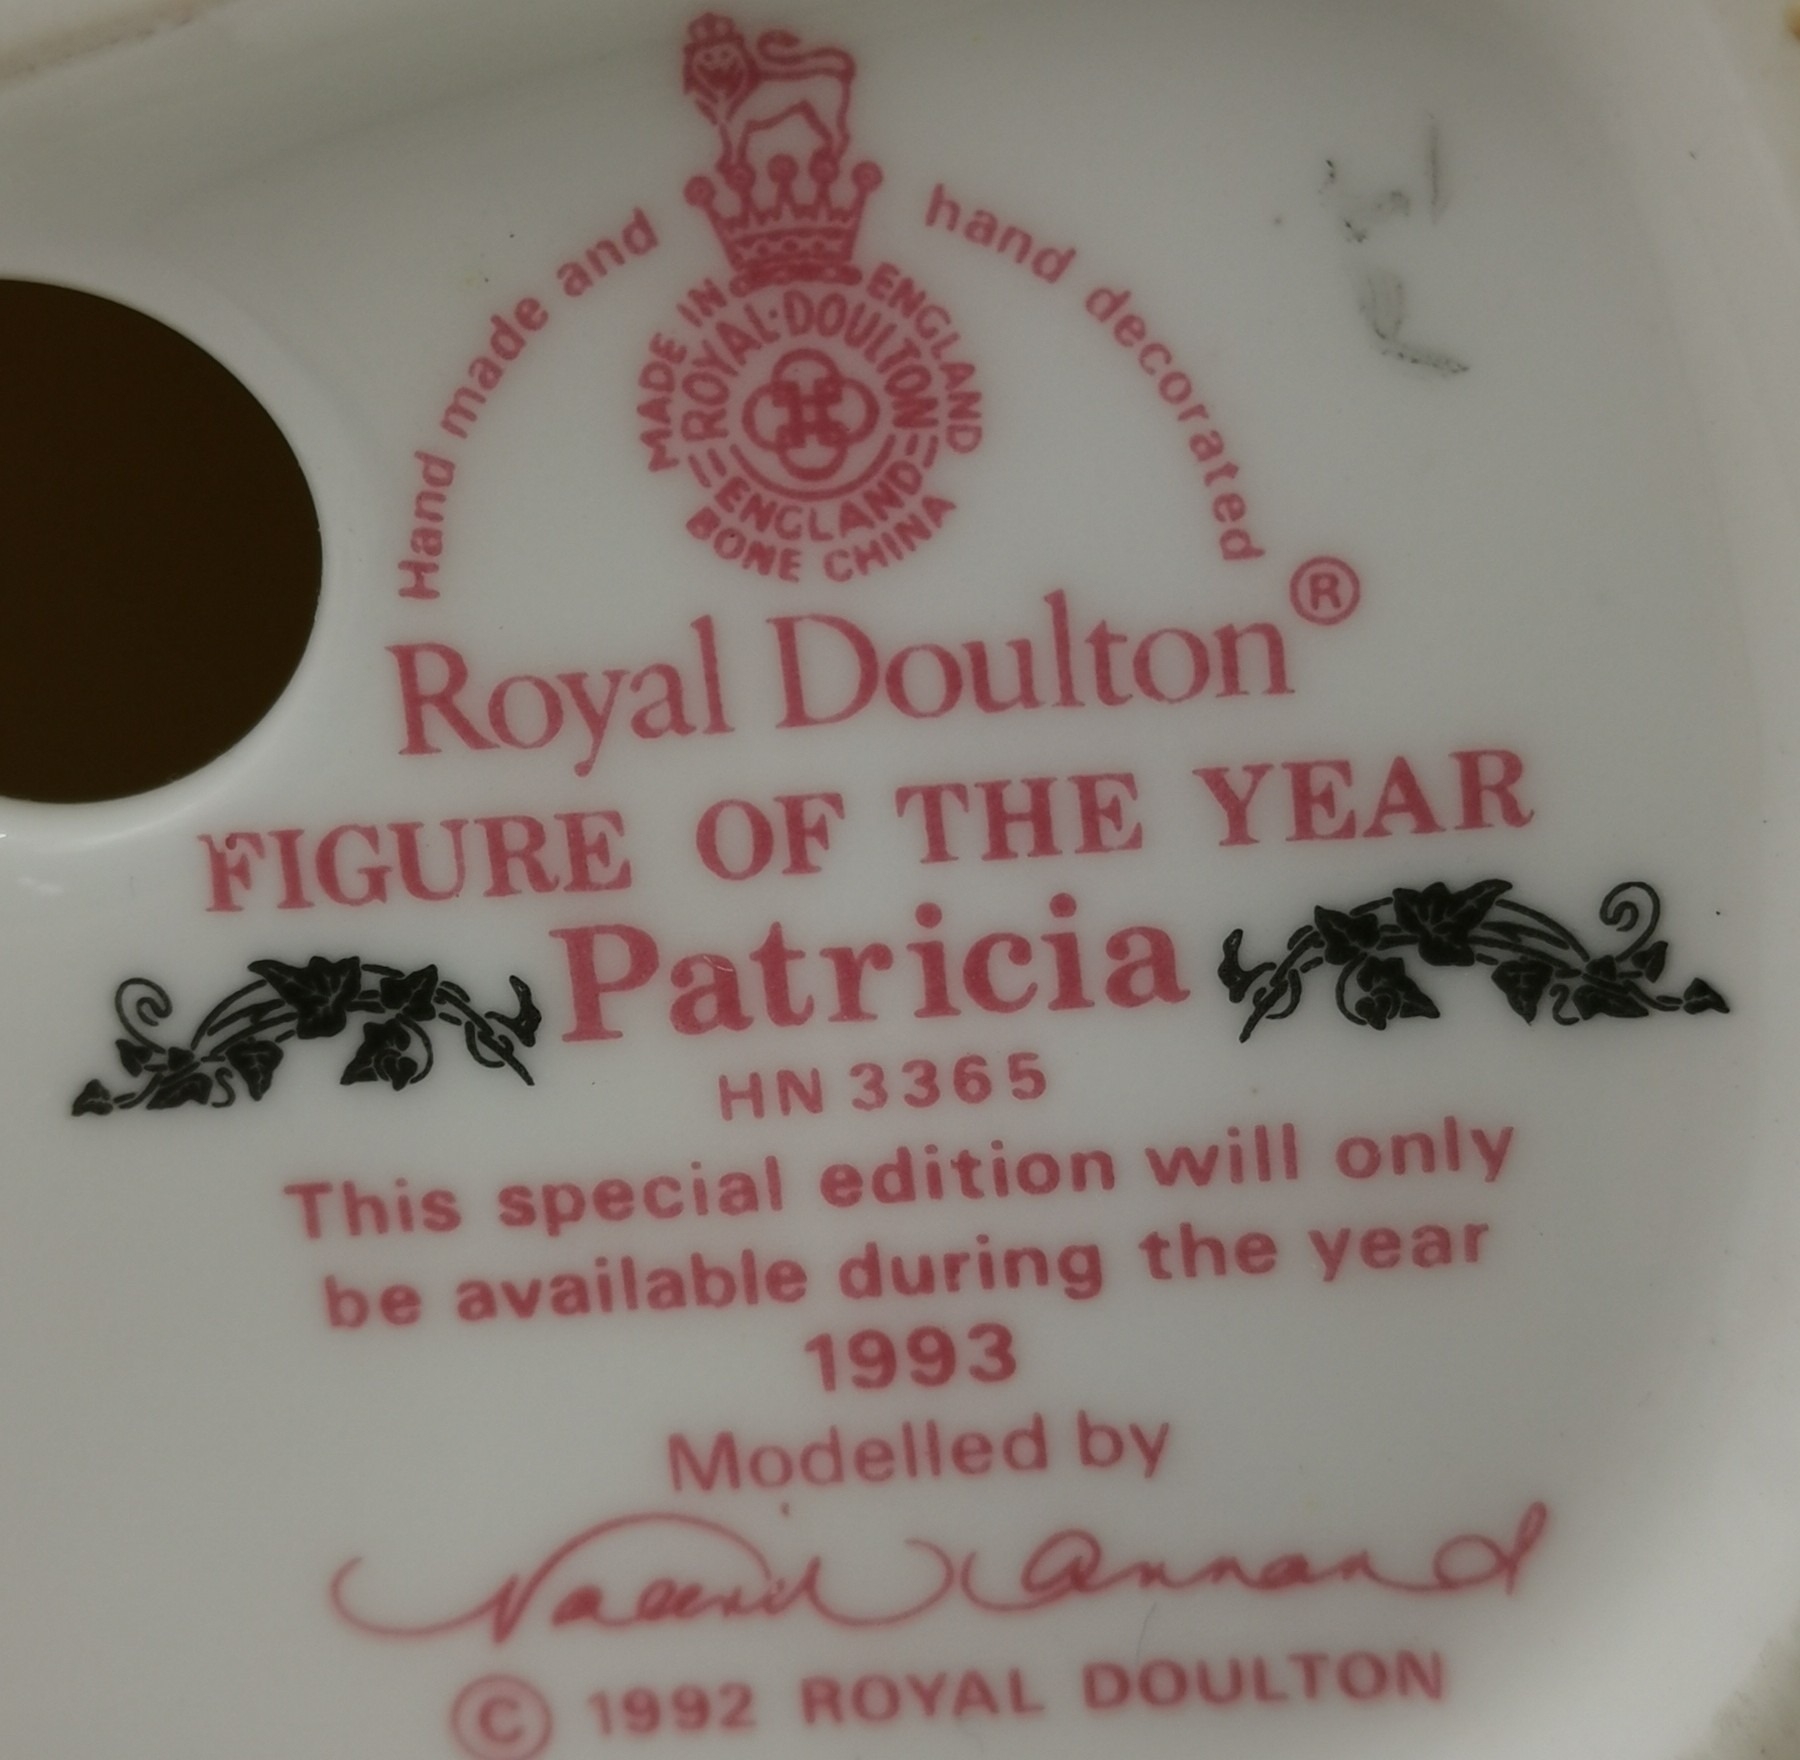 Hand made and hand decorated
MADE IN ENGLAND
ROYAL·DOULTON
ENGLAND
BONE CHINA
Royal Doulton®
FIGURE OF THE YEAR
Patricia
HN 3365
This special edition will only
be available during the year
1993
Modelled by
Valerie Annand
© 1992 ROYAL DOULTON